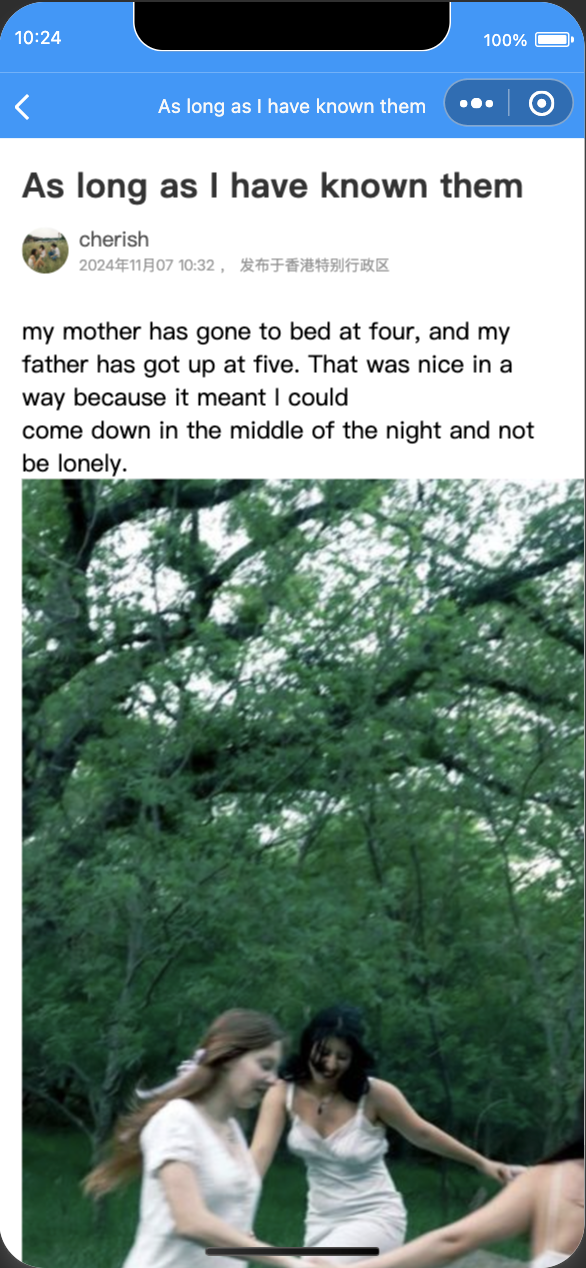 10:24
100%
As long as I have known them
As long as I have known them
cherish
2024年11月07 10:32 ， 发布于香港特别行政区
my mother has gone to bed at four, and my
father has got up at five. That was nice in a
way because it meant I could
come down in the middle of the night and not
be lonely.